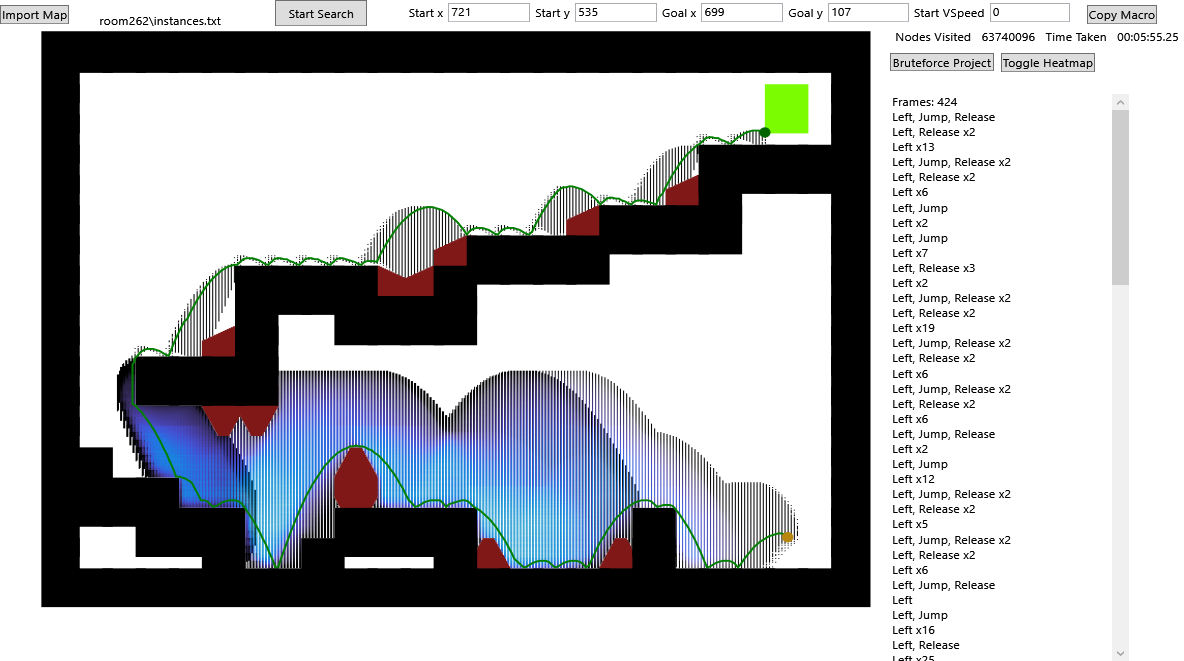 Import Map
room262\instances.txt
Start Search
Start x 721 Start y 535 Goal x 699 Goal y 107 Start VSpeed 0
Copy Macro
Nodes Visited 63740096 Time Taken 00:05:55.25
Bruteforce Project Toggle Heatmap
Frames: 424
Left, Jump, Release
Left, Release x2
Left x13
Left, Jump, Release x2
Left, Release x2
Left x6
Left, Jump
Left x2
Left, Jump
Left x7
Left, Release x3
Left x2
Left, Jump, Release x2
Left, Release x2
Left x19
Left, Jump, Release x2
Left, Release x2
Left x6
Left, Jump, Release x2
Left, Release x2
Left x6
Left, Jump, Release
Left x2
Left, Jump
Left x12
Left, Jump, Release x2
Left, Release x2
Left x5
Left, Jump, Release x2
Left, Release x2
Left x6
Left, Jump, Release
Left
Left, Jump
Left x16
Left, Release
Left x25